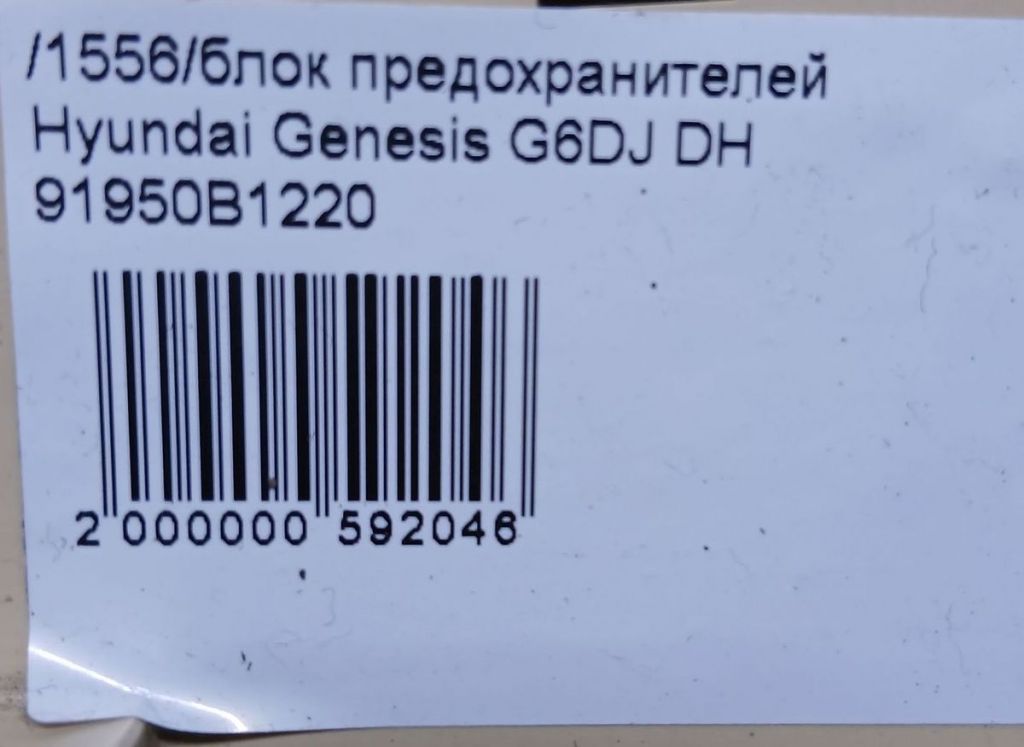 /1556/блок предохранителей
Hyundai Genesis G6DJ DH
91950B1220
2 000000 592046